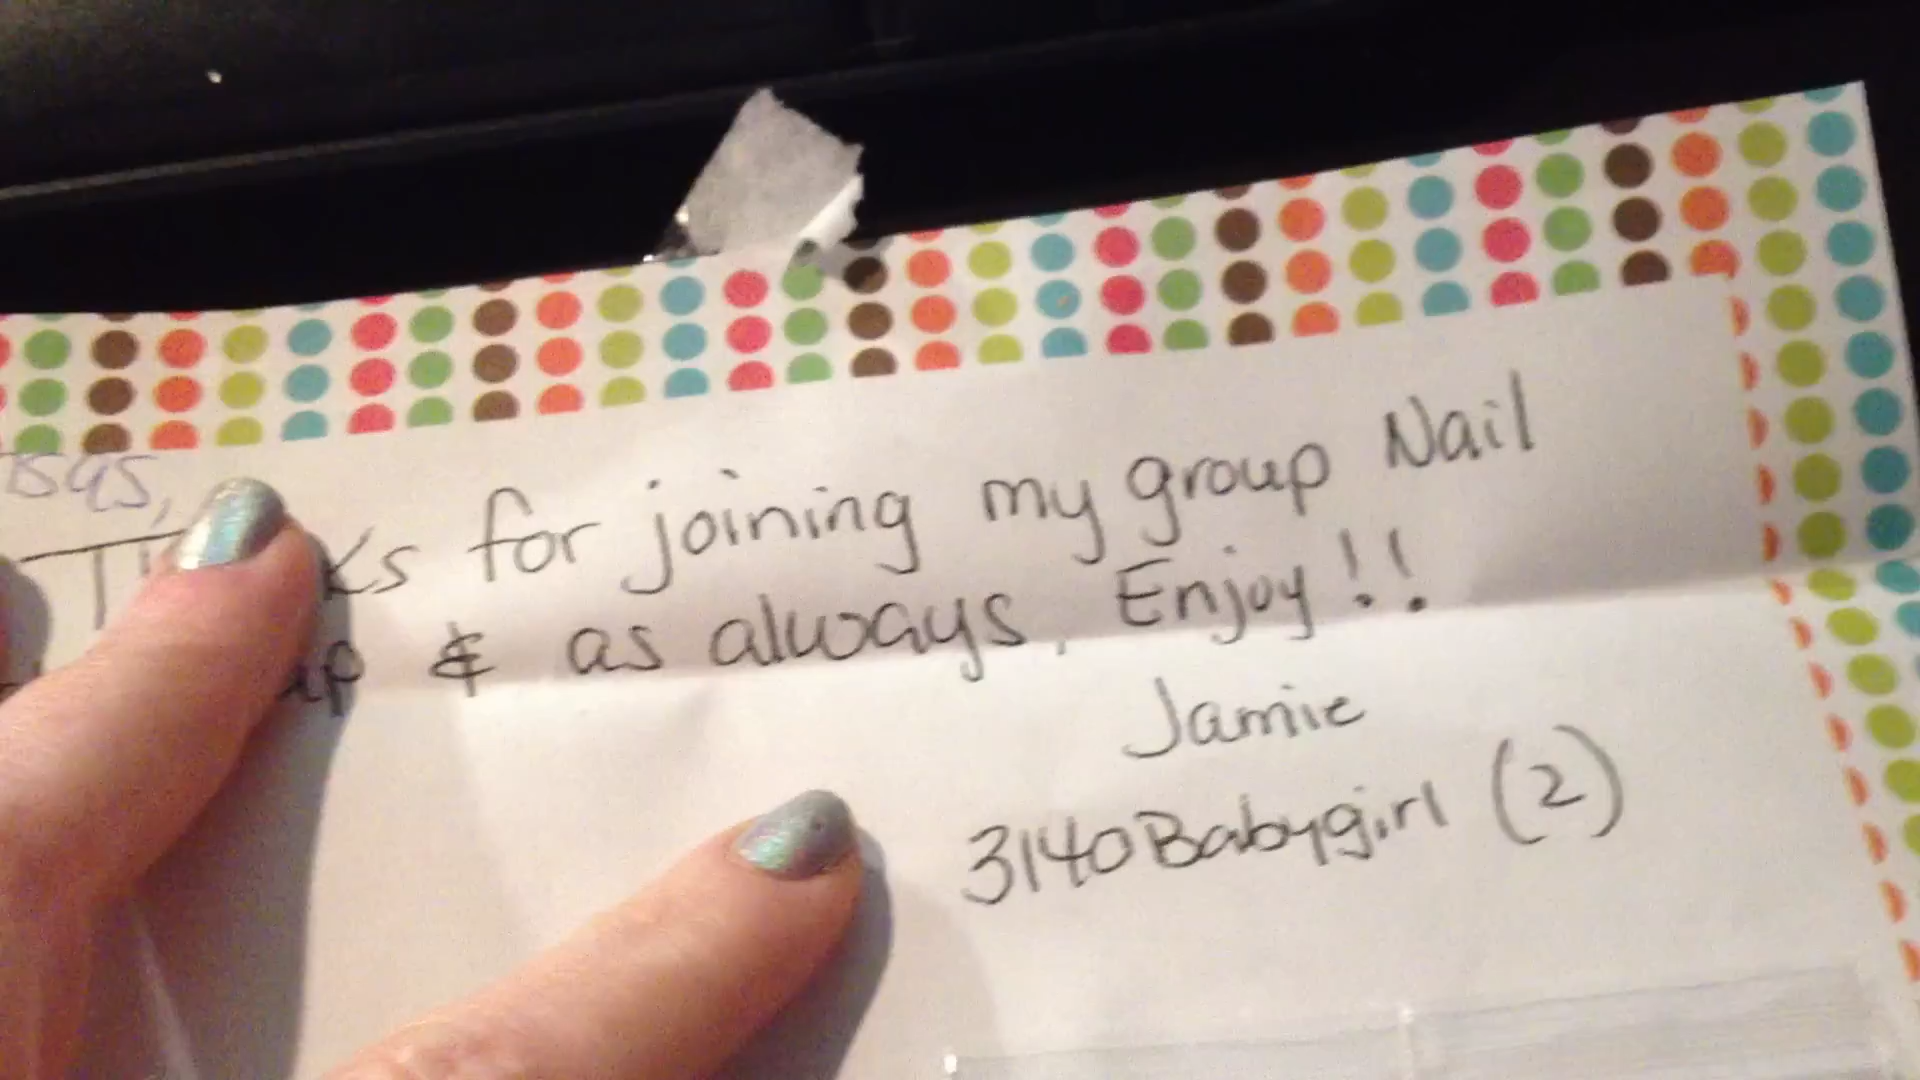 for joining my group Nail
& as always, Enjoy!!
Jamie
3140Babygirl (2)